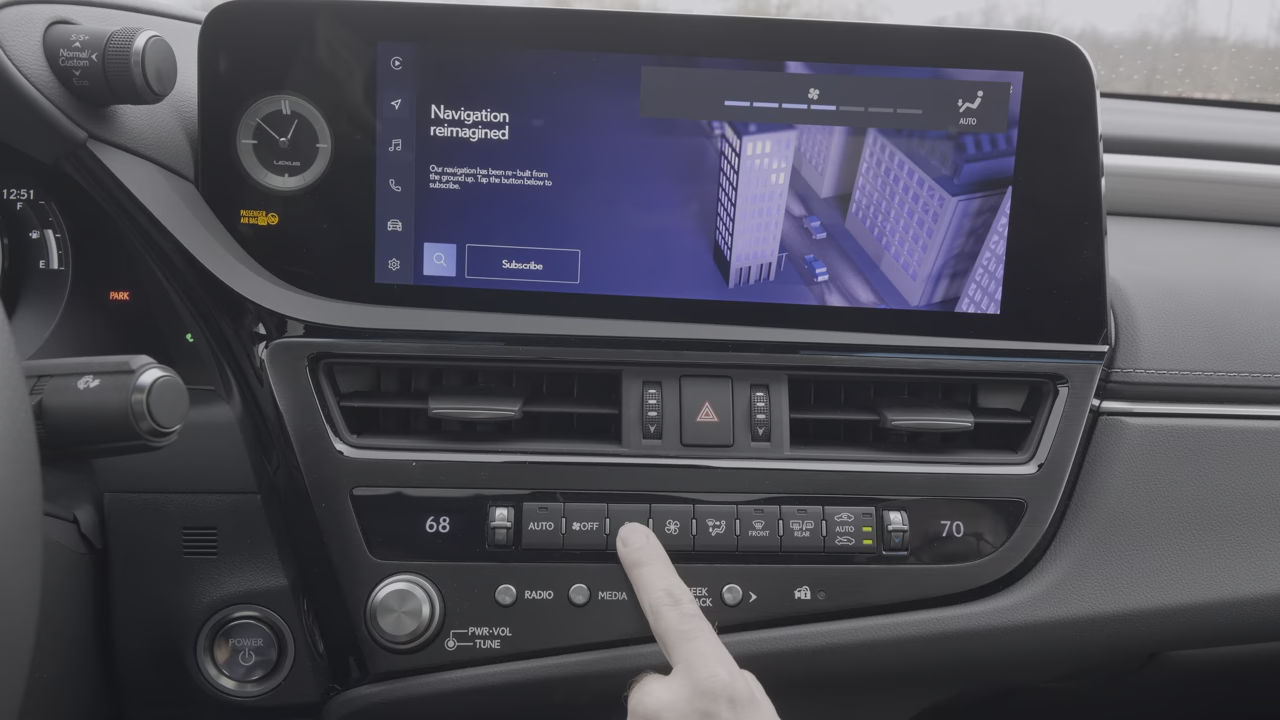 S/S+
Normal/
Custom
Eco
LEXUS
PASSENGER
AIR BAG
12:51
F
E
PARK
Navigation
reimagined
Our navigation has been re-built from
the ground up. Tap the button below to
subscribe.
Subscribe
AUTO
68
AUTO
OFF
FRONT
REAR
AUTO
70
RADIO
MEDIA
PWR·VOL
TUNE
POWER